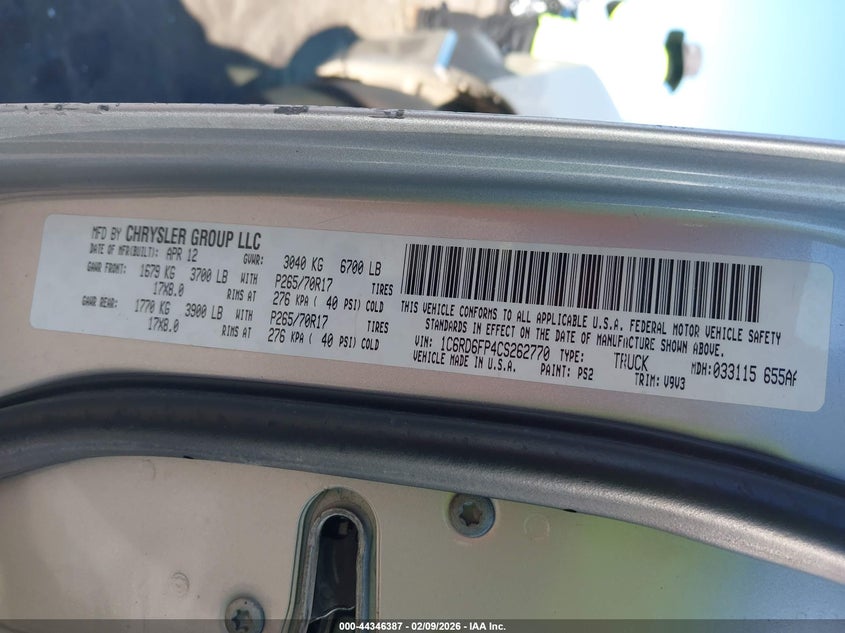 MFD BY CHRYSLER GROUP LLC
DATE OF MFR(BUILT): APR 12 GVWR: 3040 KG 6700 LB
GAWR FRONT: 1679 KG 3700 LB WITH P265/70R17 TIRES
17X8.0 RIMS AT 276 KPA ( 40 PSI) COLD
GAWR REAR: 1770 KG 3900 LB WITH P265/70R17 TIRES
17X8.0 RIMS AT 276 KPA ( 40 PSI) COLD
THIS VEHICLE CONFORMS TO ALL APPLICABLE U.S.A. FEDERAL MOTOR VEHICLE SAFETY
STANDARDS IN EFFECT ON THE DATE OF MANUFACTURE SHOWN ABOVE.
VIN: 1C6RD6FP4CS262770 TYPE: TRUCK MDH:033115 655AA
VEHICLE MADE IN U.S.A. PAINT: PS2 TRIM: V9V3
000-44346387 - 02/09/2026 - IAA Inc.